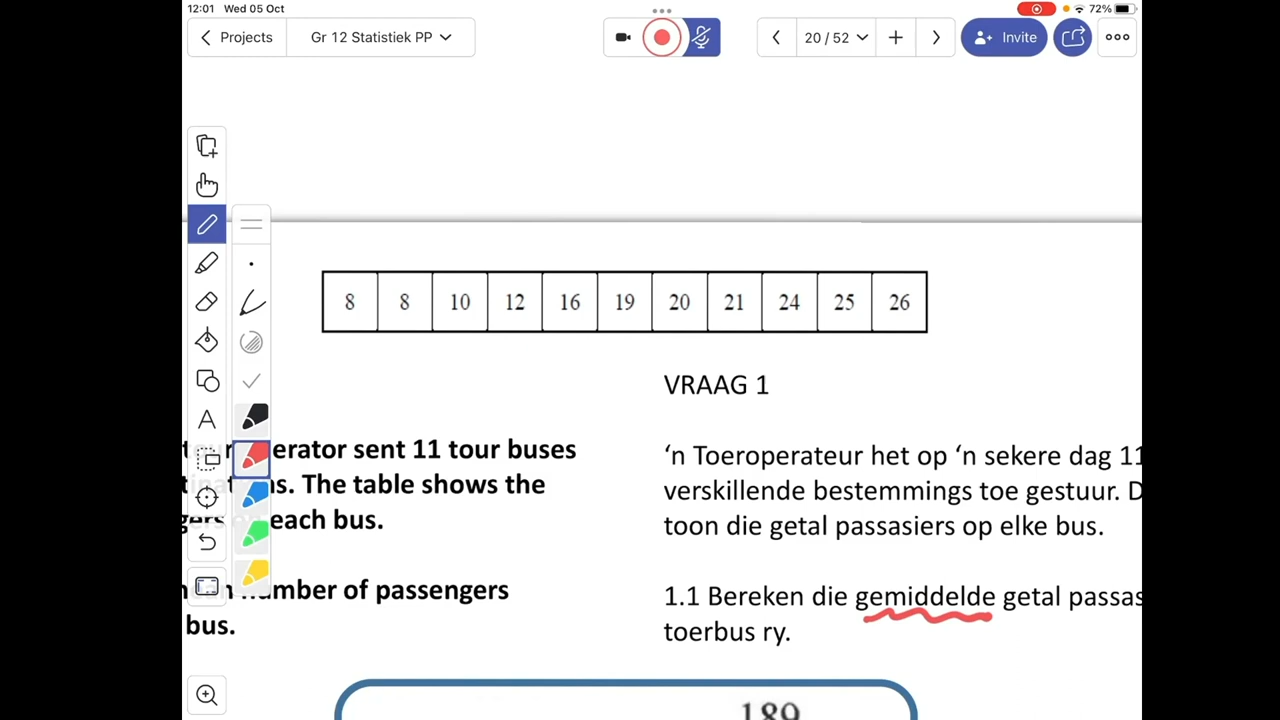 12:01 Wed 05 Oct
72%
Projects
Gr 12 Statistiek PP
20 / 52
Invite
8 8 10 12 16 19 20 21 24 25 26
VRAAG 1
erator sent 11 tour buses
s. The table shows the
each bus.
number of passengers
bus.
'n Toeroperateur het op 'n sekere dag 11
verskillende bestemmings toe gestuur. D
toon die getal passasiers op elke bus.
1.1 Bereken die gemiddelde getal passas
toerbus ry.
A
189